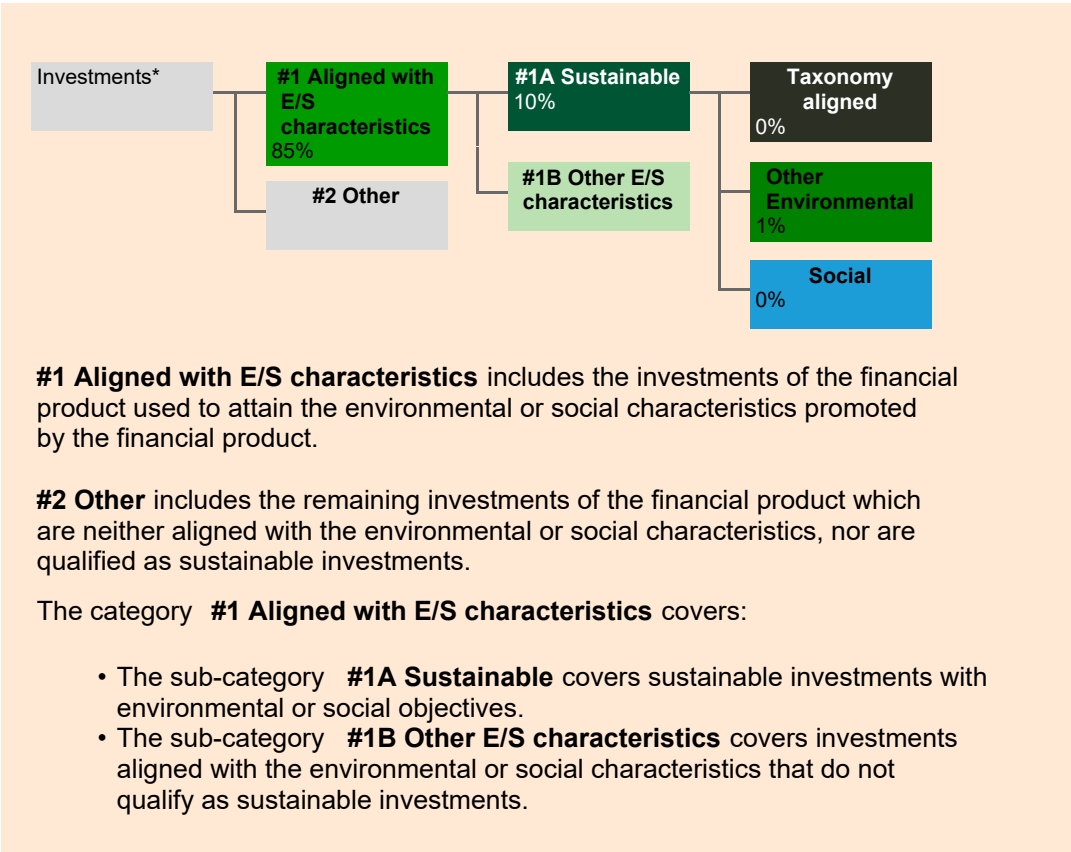 Investments*
#1 Aligned with
E/S
characteristics
85%
#2 Other
#1A Sustainable
10%
#1B Other E/S
characteristics
Taxonomy
aligned
0%
Other
Environmental
1%
Social
0%
#1 Aligned with E/S characteristics includes the investments of the financial
product used to attain the environmental or social characteristics promoted
by the financial product.
#2 Other includes the remaining investments of the financial product which
are neither aligned with the environmental or social characteristics, nor are
qualified as sustainable investments.
The category #1 Aligned with E/S characteristics covers:
• The sub-category #1A Sustainable covers sustainable investments with
environmental or social objectives.
• The sub-category #1B Other E/S characteristics covers investments
aligned with the environmental or social characteristics that do not
qualify as sustainable investments.